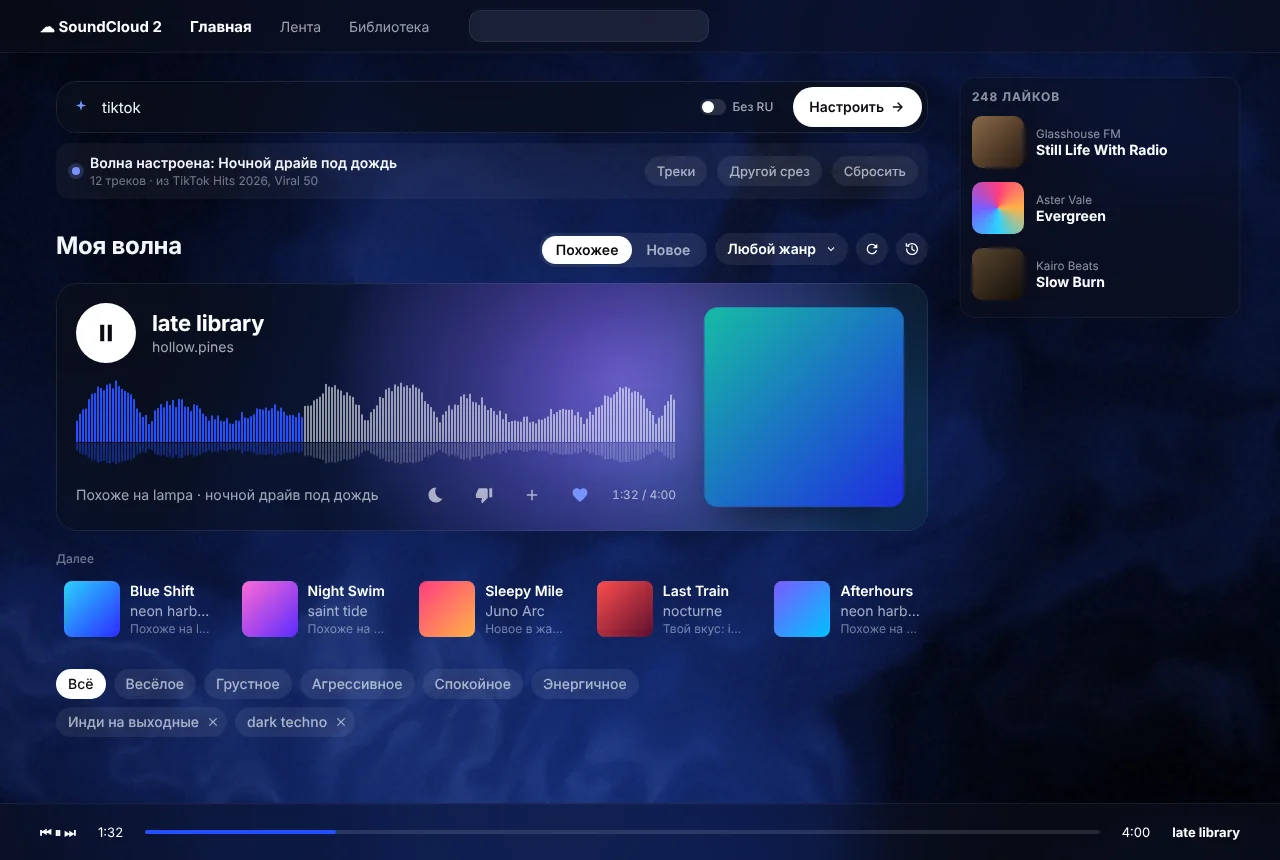 SoundCloud 2
Главная
Лента
Библиотека
tiktok
Без RU
Настроить →
Волна настроена: Ночной драйв под дождь
12 треков · из TikTok Hits 2026, Viral 50
Треки
Другой срез
Сбросить
Моя волна
Похожее
Новое
Любой жанр
late library
hollow.pines
Похоже на lampa · ночной драйв под дождь
1:32 / 4:00
Далее
Blue Shift
neon harb...
Похоже на l...
Night Swim
saint tide
Похоже на ...
Sleepy Mile
Juno Arc
Новое в жа...
Last Train
nocturne
Твой вкус: i...
Afterhours
neon harb...
Похоже на ...
Всё
Весёлое
Грустное
Агрессивное
Спокойное
Энергичное
Инди на выходные ×
dark techno ×
248 ЛАЙКОВ
Glasshouse FM
Still Life With Radio
Aster Vale
Evergreen
Kairo Beats
Slow Burn
1:32
4:00
late library